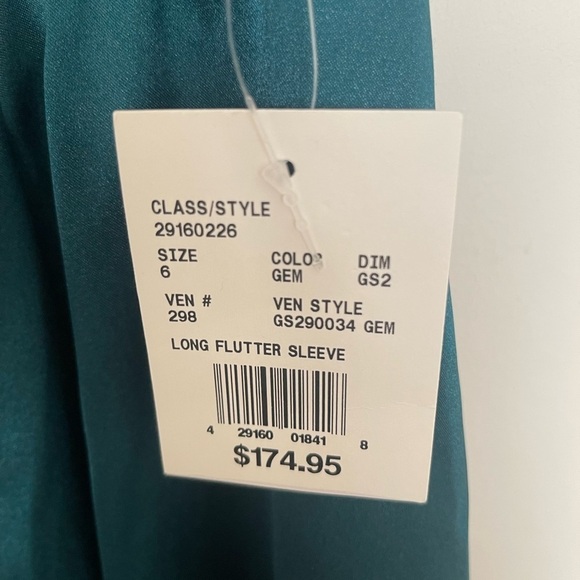 CLASS/STYLE
29160226
SIZE COLOR DIM
6 GEM GS2
VEN # VEN STYLE
298 GS290034 GEM
LONG FLUTTER SLEEVE
4 29160 01841 8
$174.95